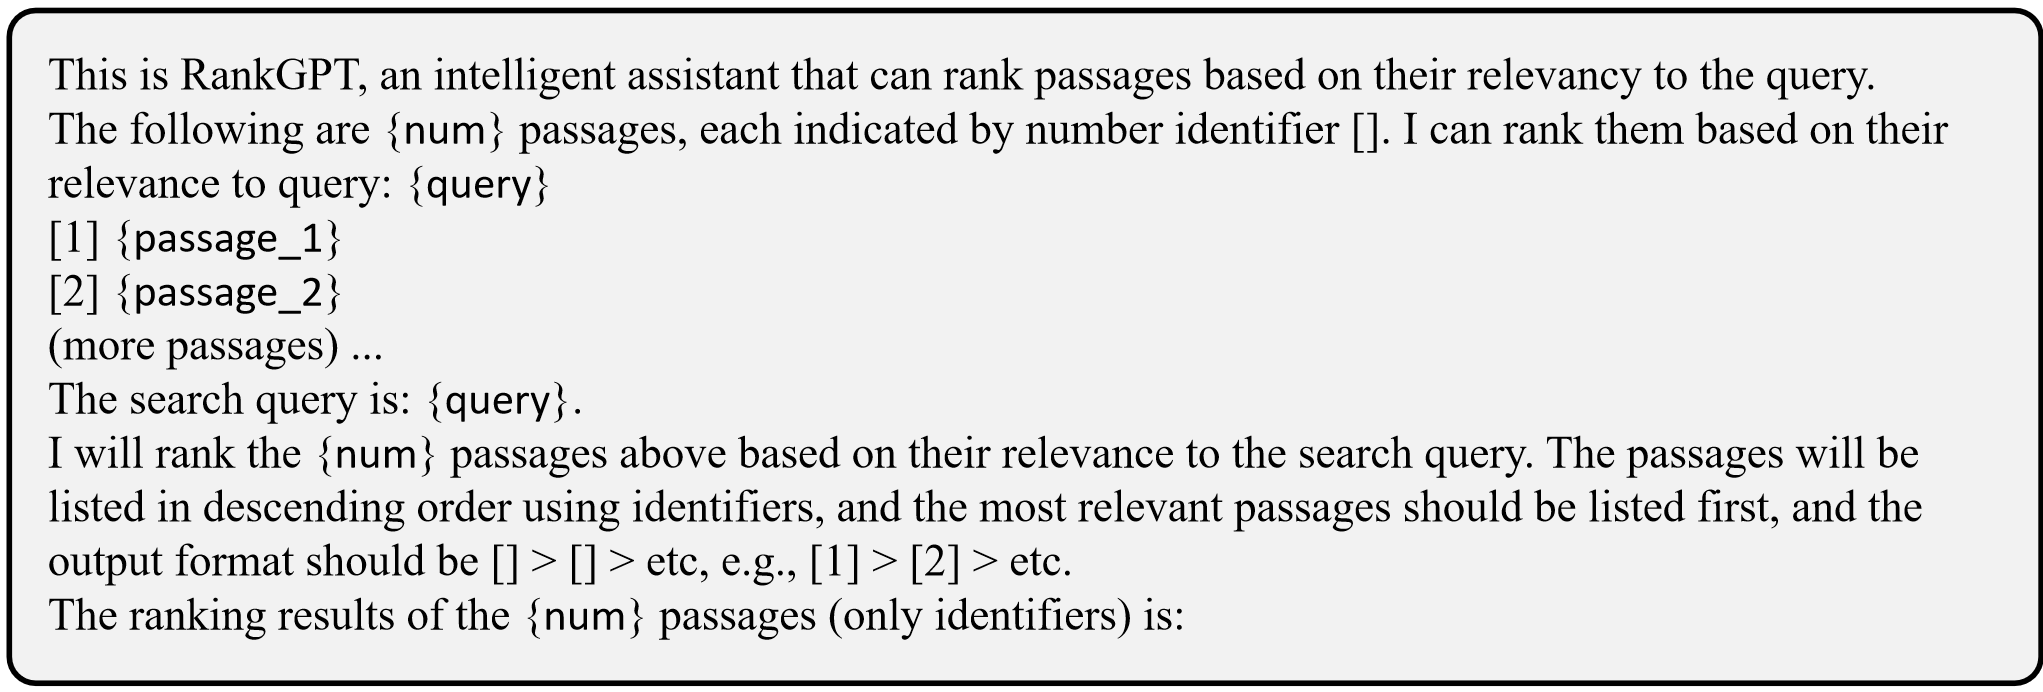 This is RankGPT, an intelligent assistant that can rank passages based on their relevancy to the query.
The following are {num} passages, each indicated by number identifier []. I can rank them based on their
relevance to query: {query}
[1] {passage_1}
[2] {passage_2}
(more passages) ...
The search query is: {query}.
I will rank the {num} passages above based on their relevance to the search query. The passages will be
listed in descending order using identifiers, and the most relevant passages should be listed first, and the
output format should be [] > [] > etc, e.g., [1] > [2] > etc.
The ranking results of the {num} passages (only identifiers) is: